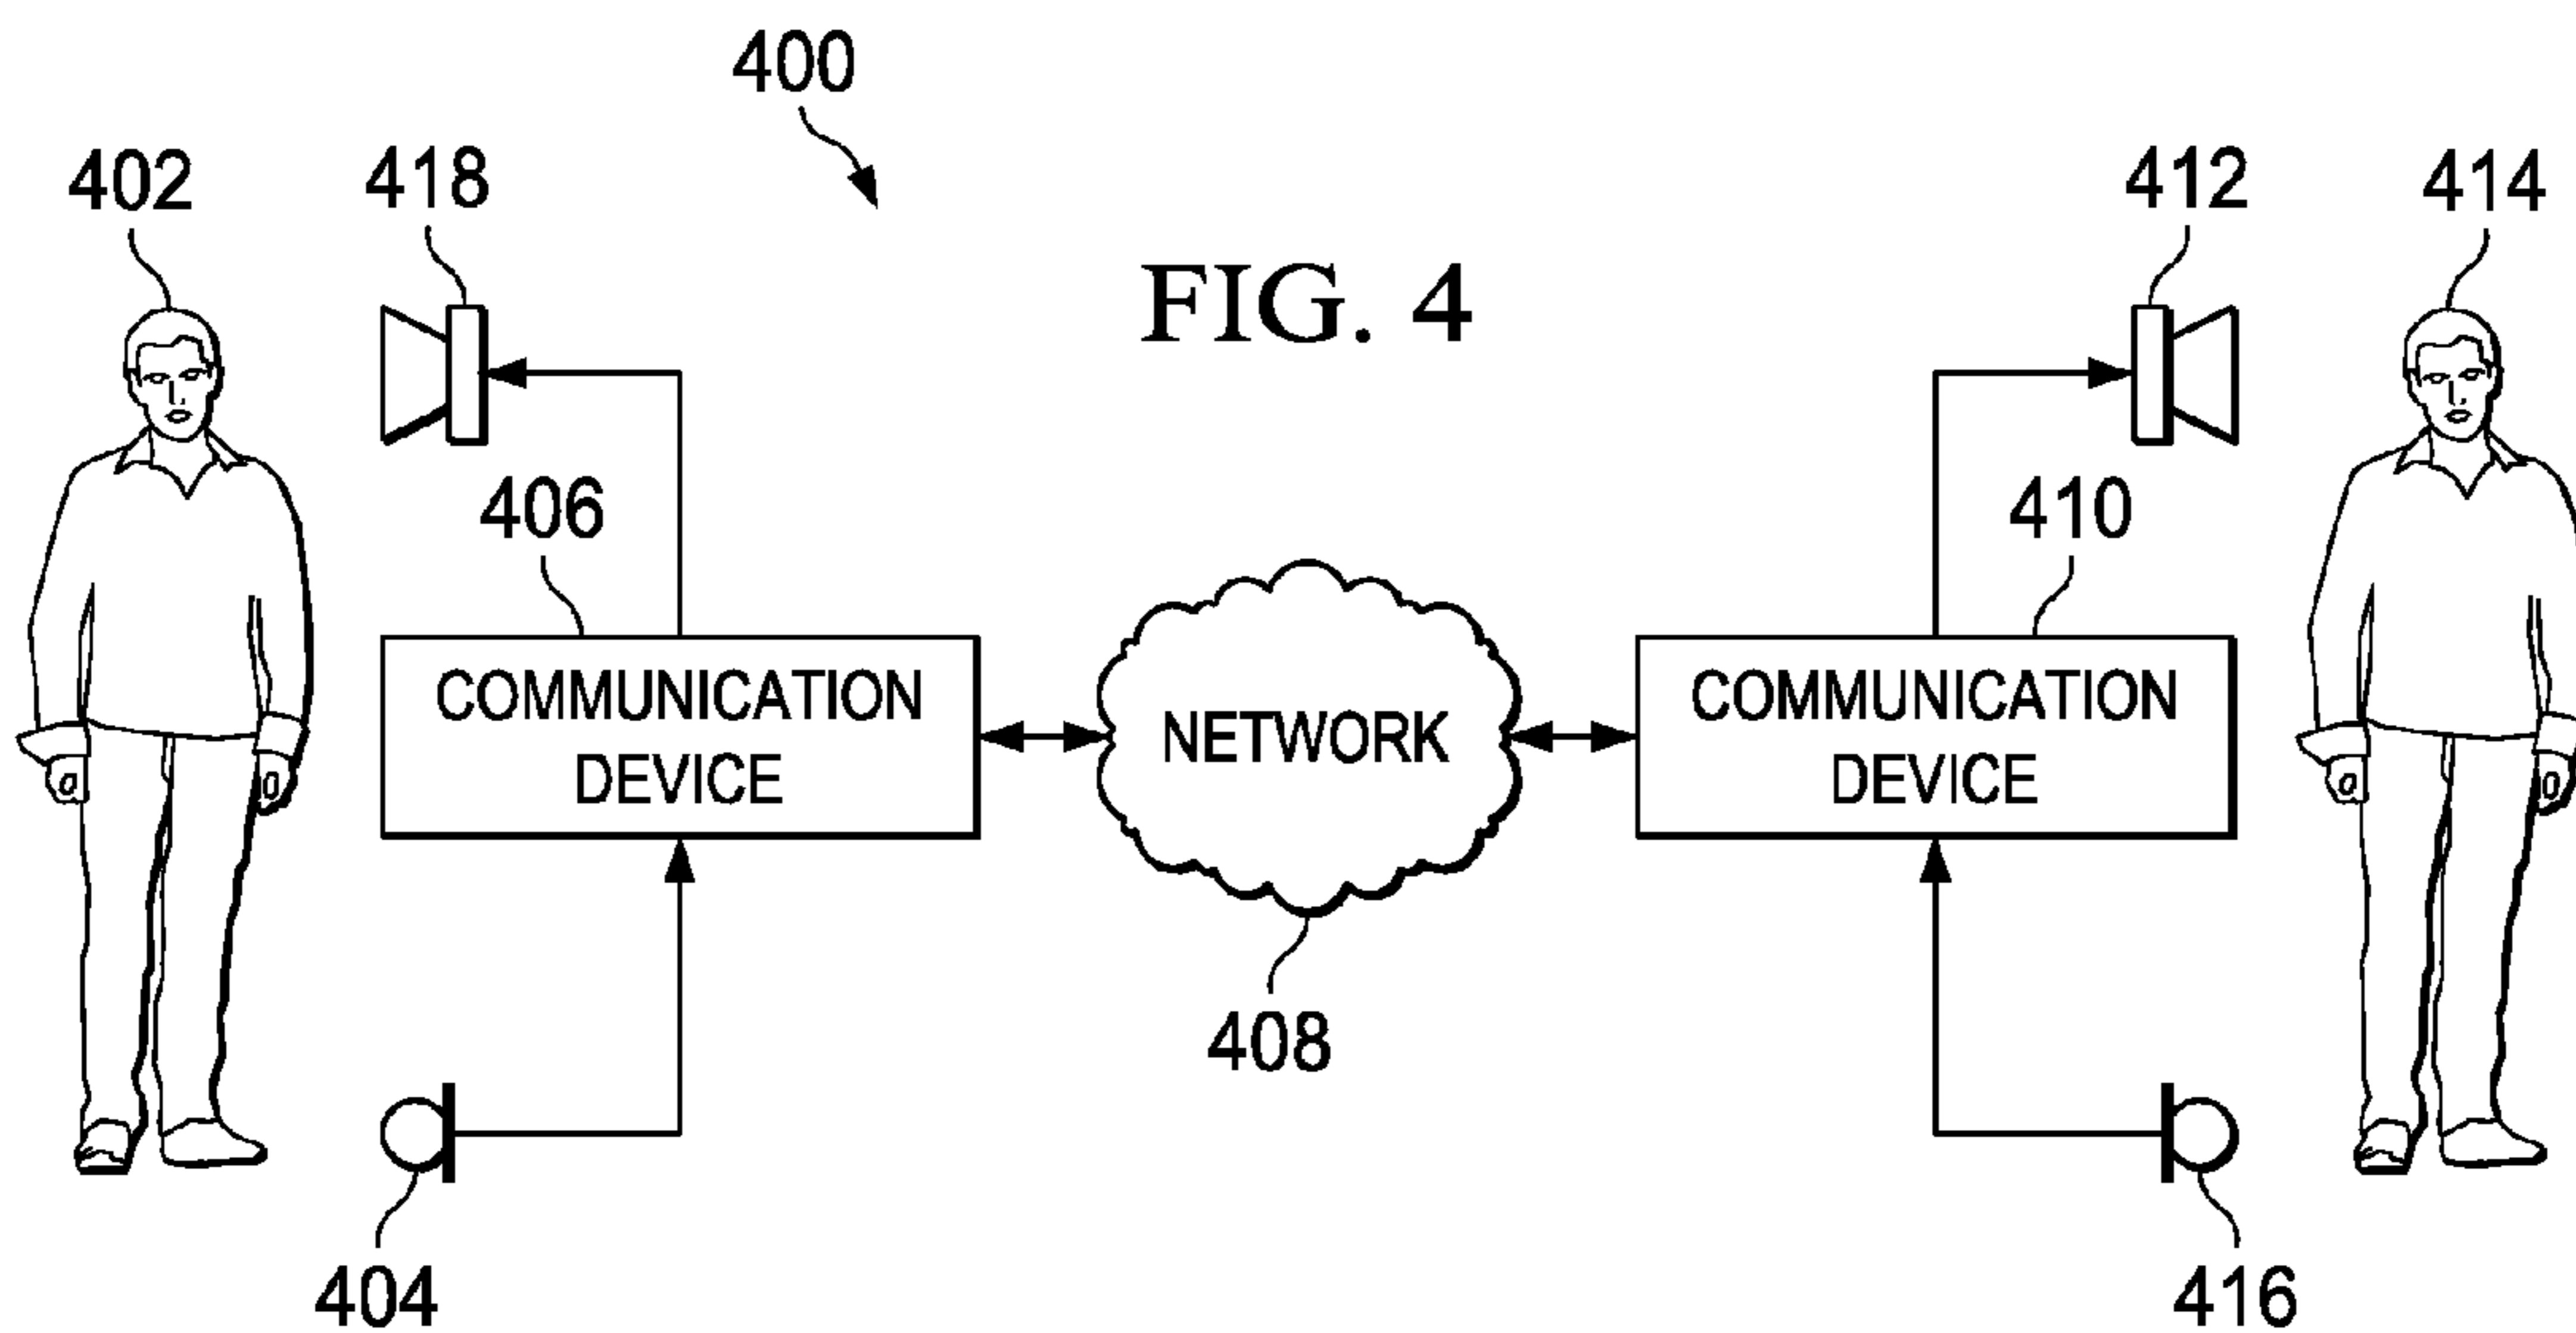 400
402
418
412
414
FIG. 4
406
410
COMMUNICATION
DEVICE
NETWORK
COMMUNICATION
DEVICE
408
404
416